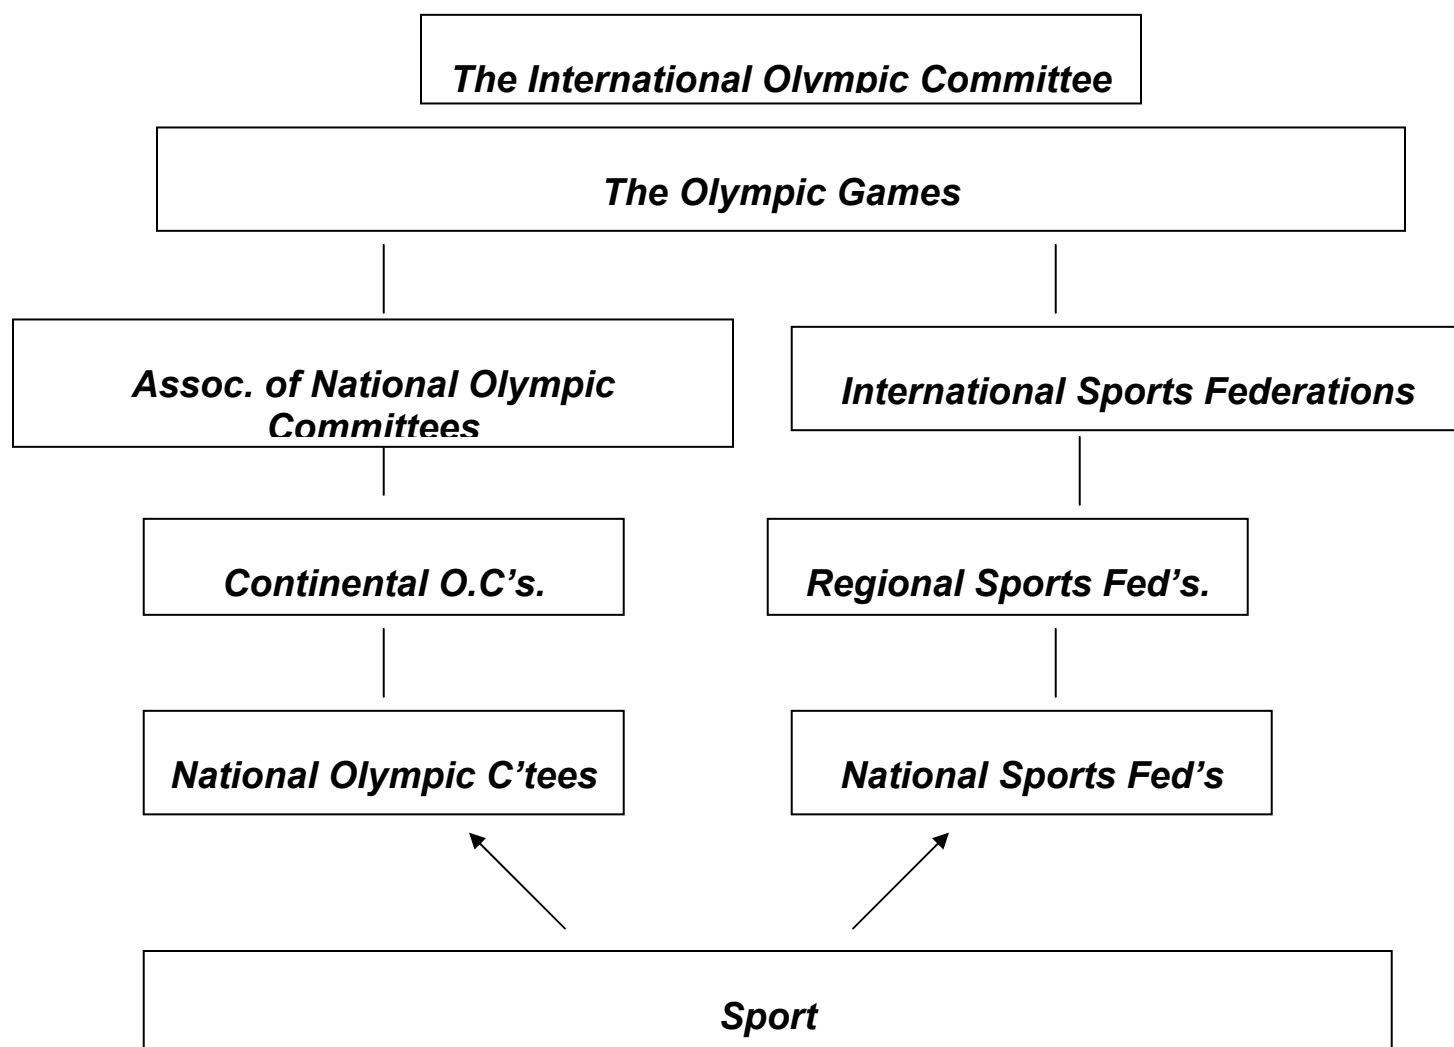 The International Olympic Committee
The Olympic Games
Assoc. of National Olympic
Committees
International Sports Federations
Continental O.C’s.
Regional Sports Fed’s.
National Olympic C’tees
National Sports Fed’s
Sport